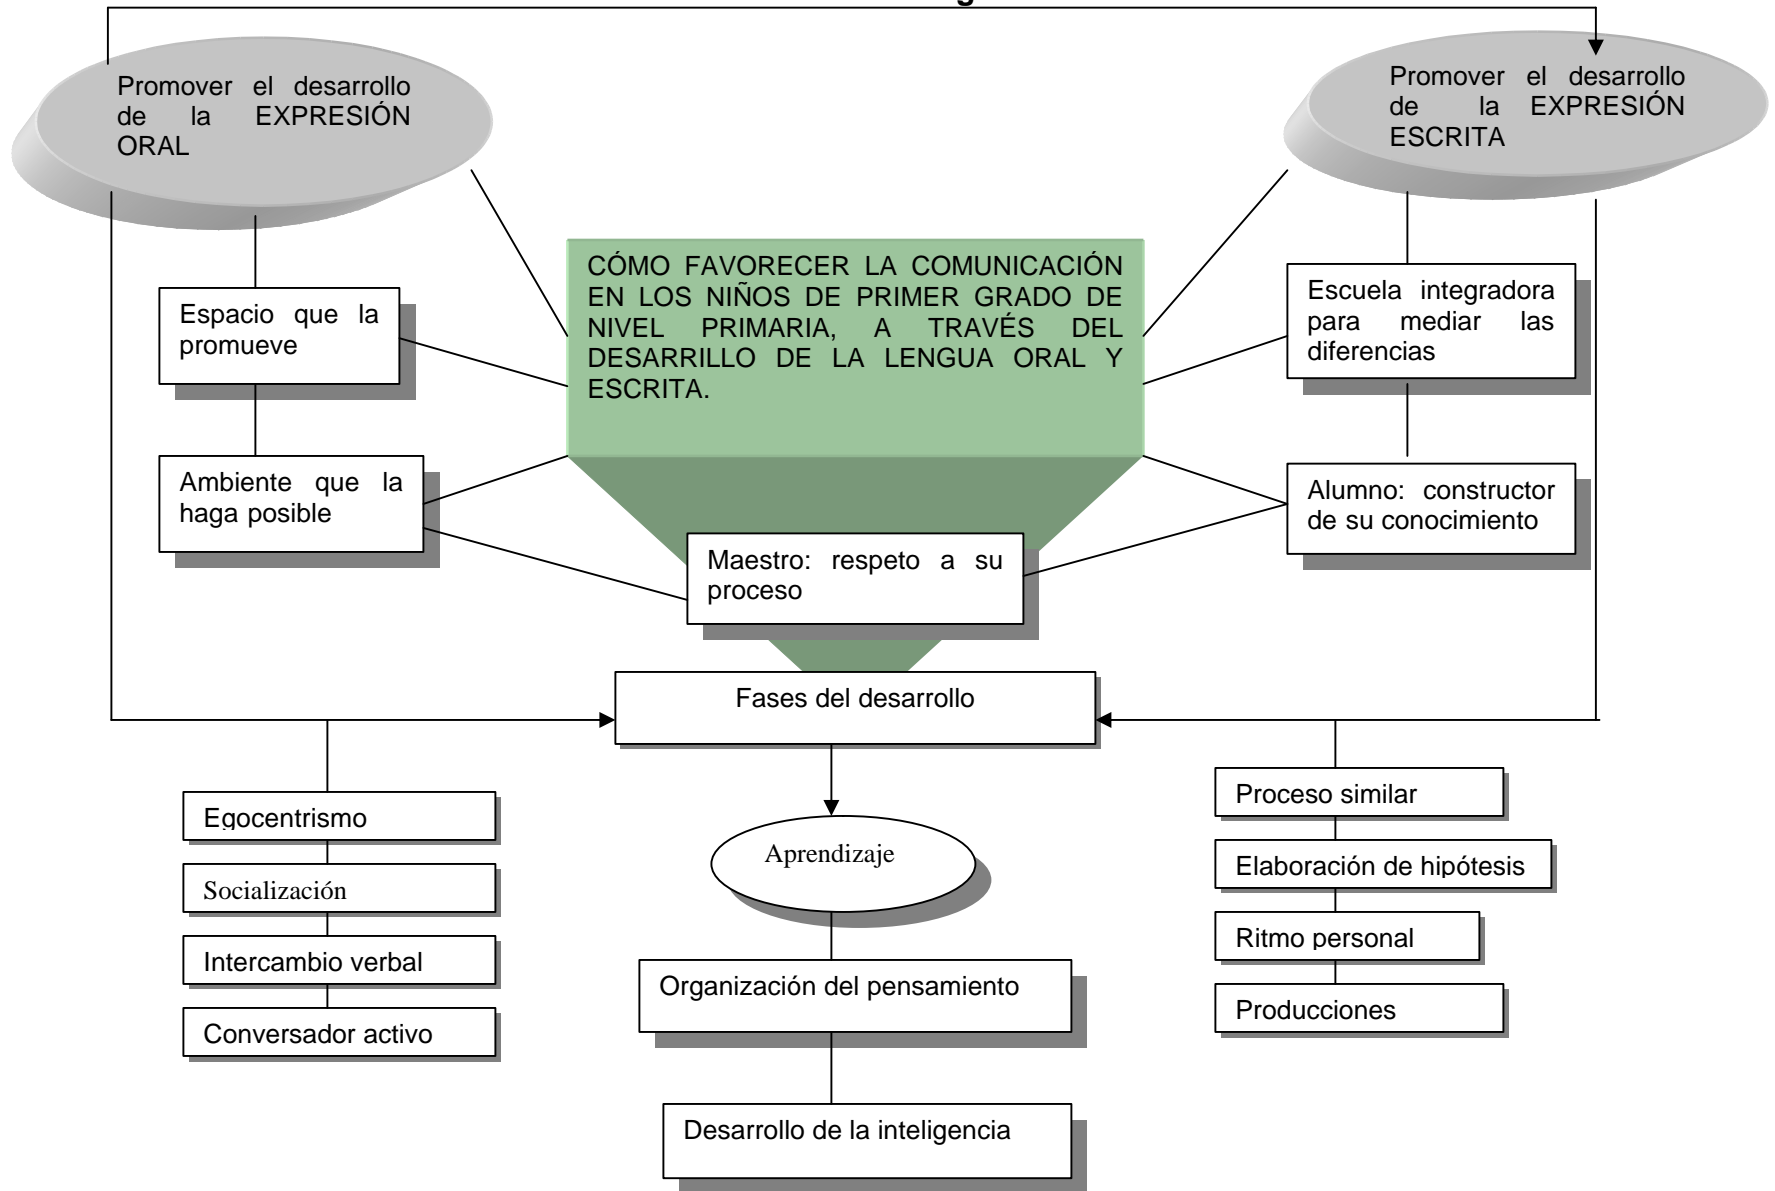 Promover el desarrollo
de la EXPRESIÓN
ORAL
Promover el desarrollo
de la EXPRESIÓN
ESCRITA
CÓMO FAVORECER LA COMUNICACIÓN
EN LOS NIÑOS DE PRIMER GRADO DE
NIVEL PRIMARIA, A TRAVÉS DEL
DESARRILLO DE LA LENGUA ORAL Y
ESCRITA.
Espacio que la
promueve
Escuela integradora
para mediar las
diferencias
Ambiente que la
haga posible
Alumno: constructor
de su conocimiento
Maestro: respeto a su
proceso
Fases del desarrollo
Egocentrismo
Socialización
Intercambio verbal
Conversador activo
Aprendizaje
Organización del pensamiento
Desarrollo de la inteligencia
Proceso similar
Elaboración de hipótesis
Ritmo personal
Producciones